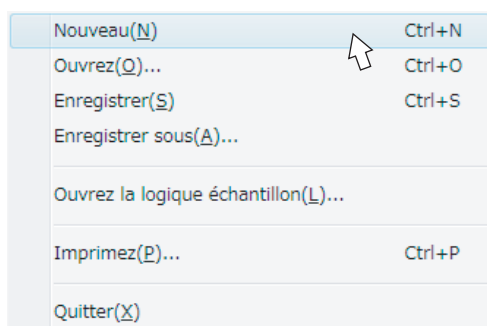 Nouveau(N) Ctrl+N
Ouvrez(O)... Ctrl+O
Enregistrer(S) Ctrl+S
Enregistrer sous(A)...
Ouvrez la logique échantillon(L)...
Imprimez(P)... Ctrl+P
Quitter(X)